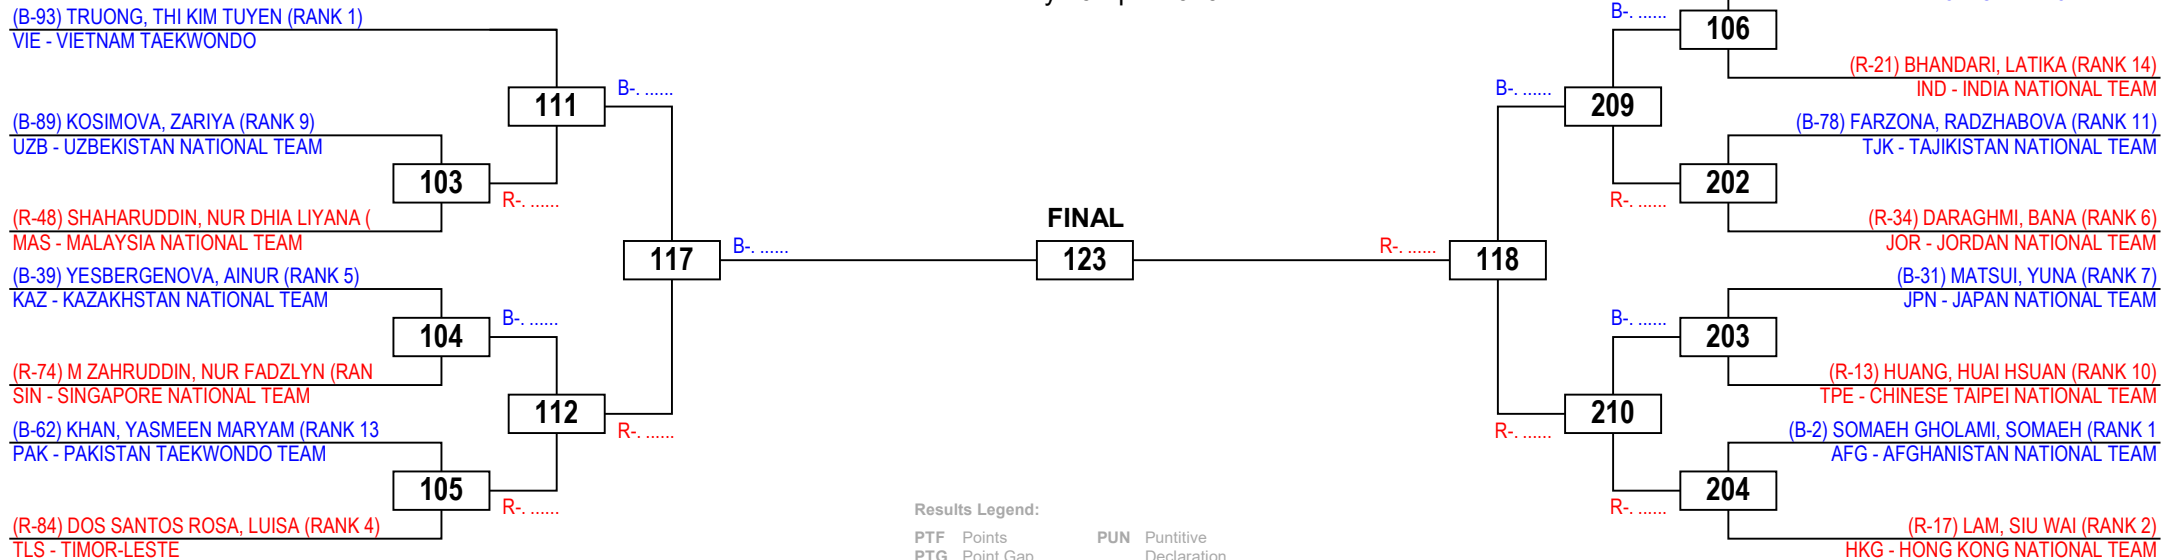 (B-93) TRUONG, THI KIM TUYEN (RANK 1)
VIE - VIETNAM TAEKWONDO
111
B-. ......
(B-89) KOSIMOVA, ZARIYA (RANK 9)
UZB - UZBEKISTAN NATIONAL TEAM
103
R-. ......
(R-48) SHAHARUDDIN, NUR DHIA LIYANA (
MAS - MALAYSIA NATIONAL TEAM
117
B-. ......
(B-39) YESBERGENOVA, AINUR (RANK 5)
KAZ - KAZAKHSTAN NATIONAL TEAM
104
B-. ......
(R-74) M ZAHRUDDIN, NUR FADZLYN (RAN
SIN - SINGAPORE NATIONAL TEAM
112
R-. ......
(B-62) KHAN, YASMEEN MARYAM (RANK 13
PAK - PAKISTAN TAEKWONDO TEAM
105
R-. ......
(R-84) DOS SANTOS ROSA, LUISA (RANK 4)
TLS - TIMOR-LESTE
FINAL
123
Results Legend:
PTF Points
PUN Puntitive
PTG Point Gap
Declaration
B-. ......
106
(R-21) BHANDARI, LATIKA (RANK 14)
IND - INDIA NATIONAL TEAM
B-. ......
209
(B-78) FARZONA, RADZHABOVA (RANK 11)
TJK - TAJIKISTAN NATIONAL TEAM
202
R-. ......
(R-34) DARAGHMI, BANA (RANK 6)
JOR - JORDAN NATIONAL TEAM
R-. ......
118
(B-31) MATSUI, YUNA (RANK 7)
JPN - JAPAN NATIONAL TEAM
B-. ......
203
(R-13) HUANG, HUAI HSUAN (RANK 10)
TPE - CHINESE TAIPEI NATIONAL TEAM
210
R-. ......
(B-2) SOMAEH GHOLAMI, SOMAEH (RANK 1
AFG - AFGHANISTAN NATIONAL TEAM
204
R-. ......
(R-17) LAM, SIU WAI (RANK 2)
HKG - HONG KONG NATIONAL TEAM